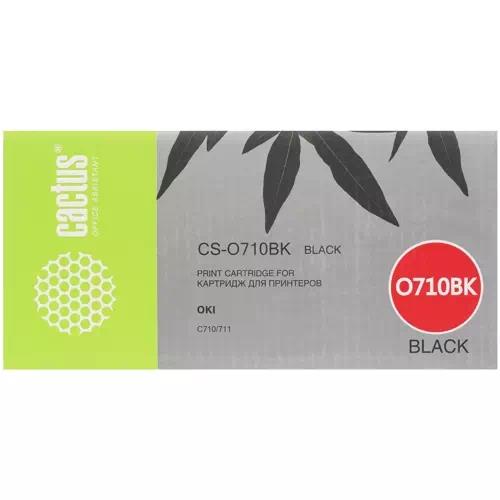 cactus®
OFFICE ASSISTANT
CS-O710BK BLACK
PRINT CARTRIDGE FOR
КАРТРИДЖ ДЛЯ ПРИНТЕРОВ
OKI
C710/711
O710BK
BLACK